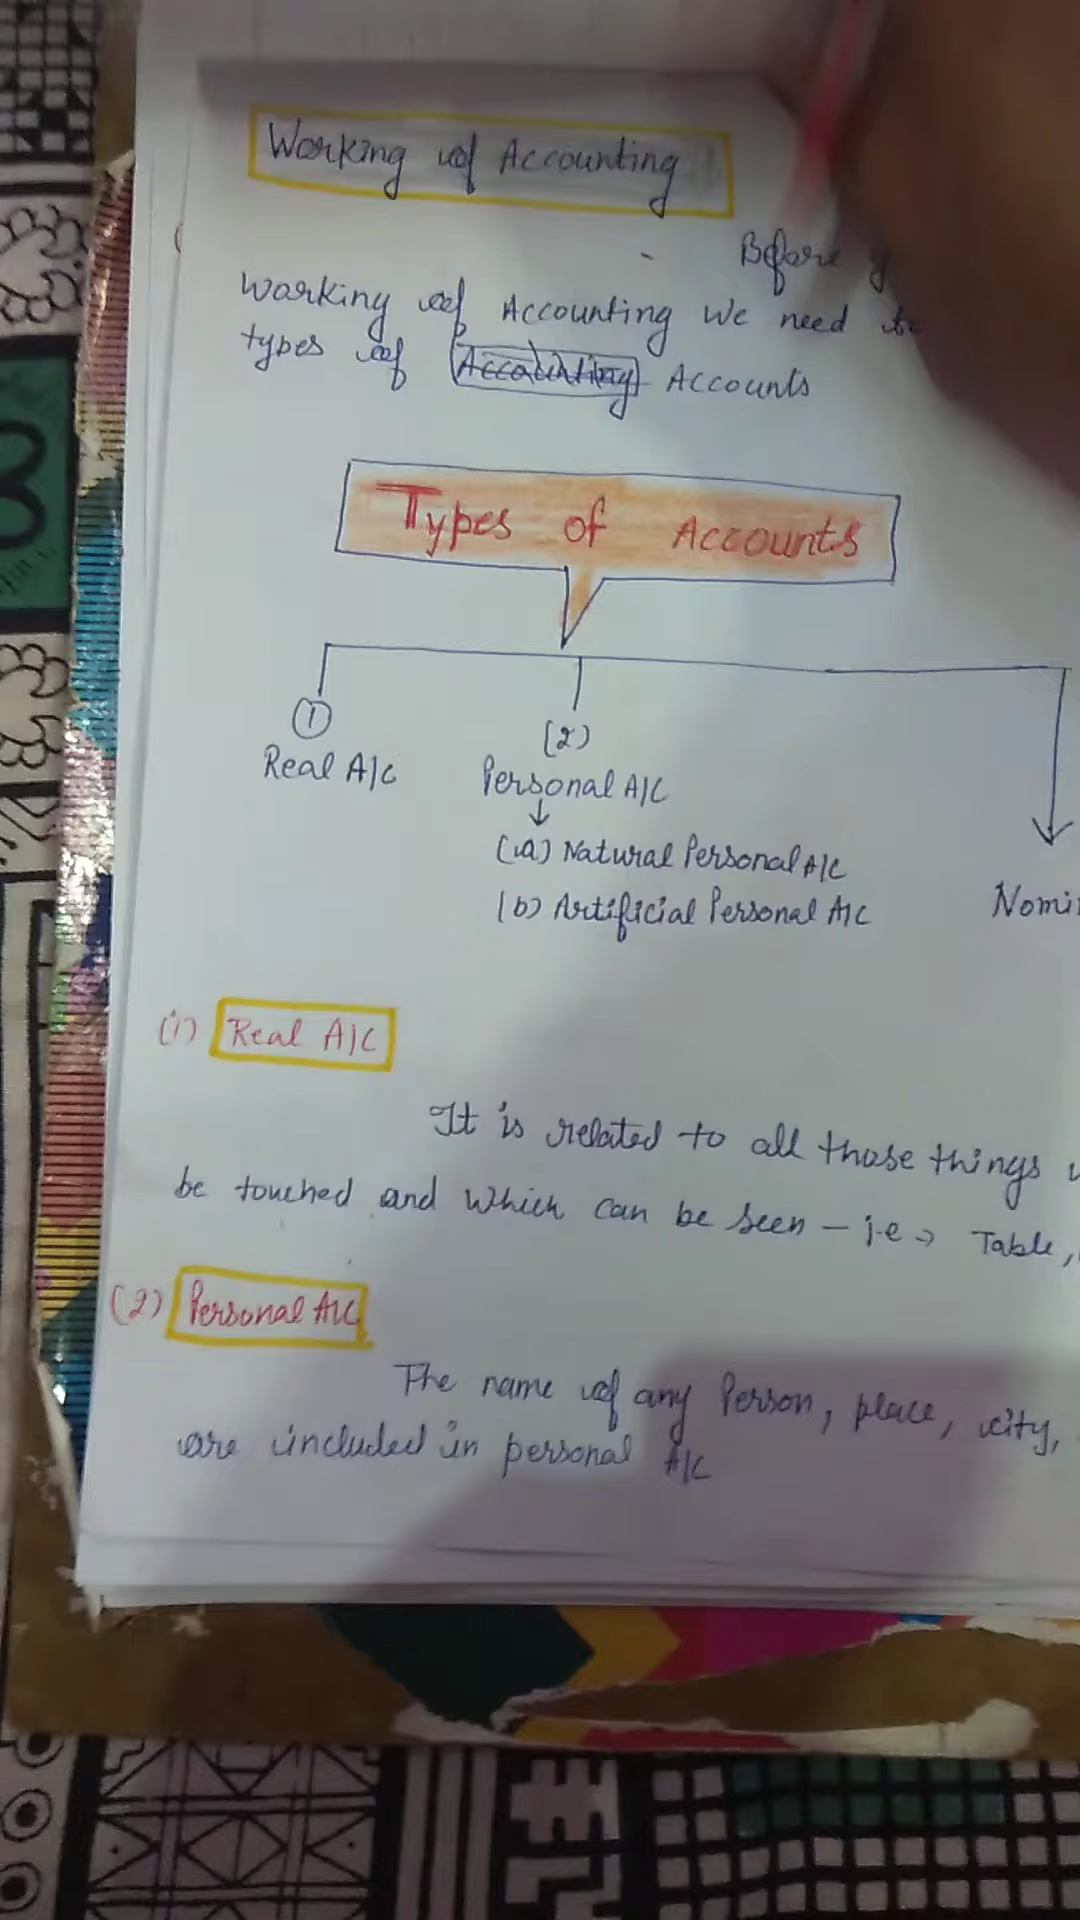 Working of Accounting
Before
working of Accounting we need to
types of Accounting Accounts
Types of Accounts
1
Real A/C
(2)
Personal A/C
(a) Natural Personal A/C
(b) Artificial Personal A/C
(1) Real A/C
It is related to all those things
be touched and which can be seen – i.e → Table,
(2) Personal A/C
The name of any Person, place, city,
are included in personal A/C